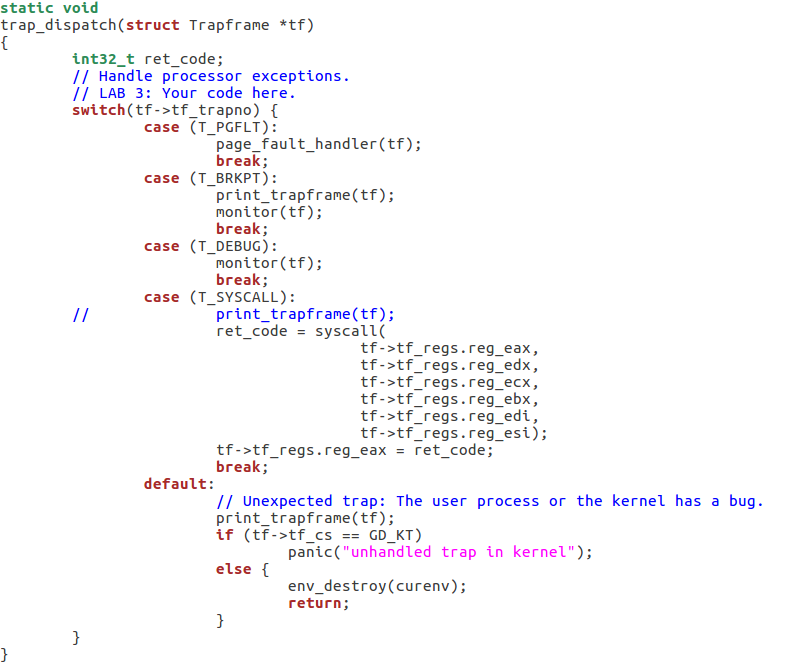 static void
trap_dispatch(struct Trapframe *tf)
{
        int32_t ret_code;
        // Handle processor exceptions.
        // LAB 3: Your code here.
        switch(tf->tf_trapno) {
                case (T_PGFLT):
                        page_fault_handler(tf);
                        break;
                case (T_BRKPT):
                        print_trapframe(tf);
                        monitor(tf);
                        break;
                case (T_DEBUG):
                        monitor(tf);
                        break;
                case (T_SYSCALL):
        //              print_trapframe(tf);
                        ret_code = syscall(
                                        tf->tf_regs.reg_eax,
                                        tf->tf_regs.reg_edx,
                                        tf->tf_regs.reg_ecx,
                                        tf->tf_regs.reg_ebx,
                                        tf->tf_regs.reg_edi,
                                        tf->tf_regs.reg_esi);
                        tf->tf_regs.reg_eax = ret_code;
                        break;
                default:
                        // Unexpected trap: The user process or the kernel has a bug.
                        print_trapframe(tf);
                        if (tf->tf_cs == GD_KT)
                                panic("unhandled trap in kernel");
                        else {
                                env_destroy(curenv);
                                return;
                        }
        }
}